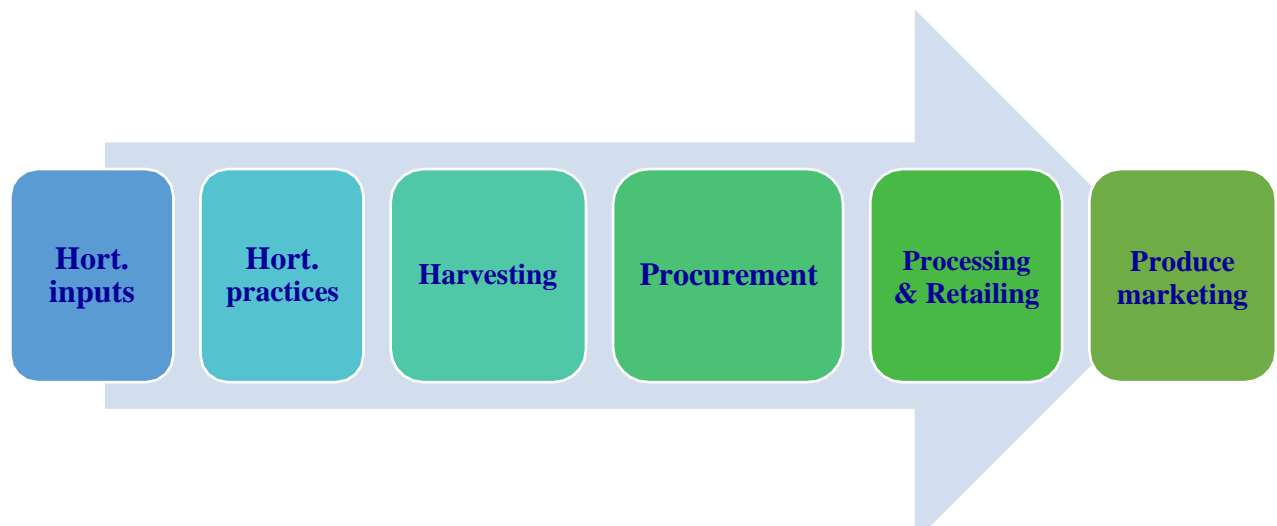 Hort.
inputs
Hort.
practices
Harvesting
Procurement
Processing
& Retailing
Produce
marketing